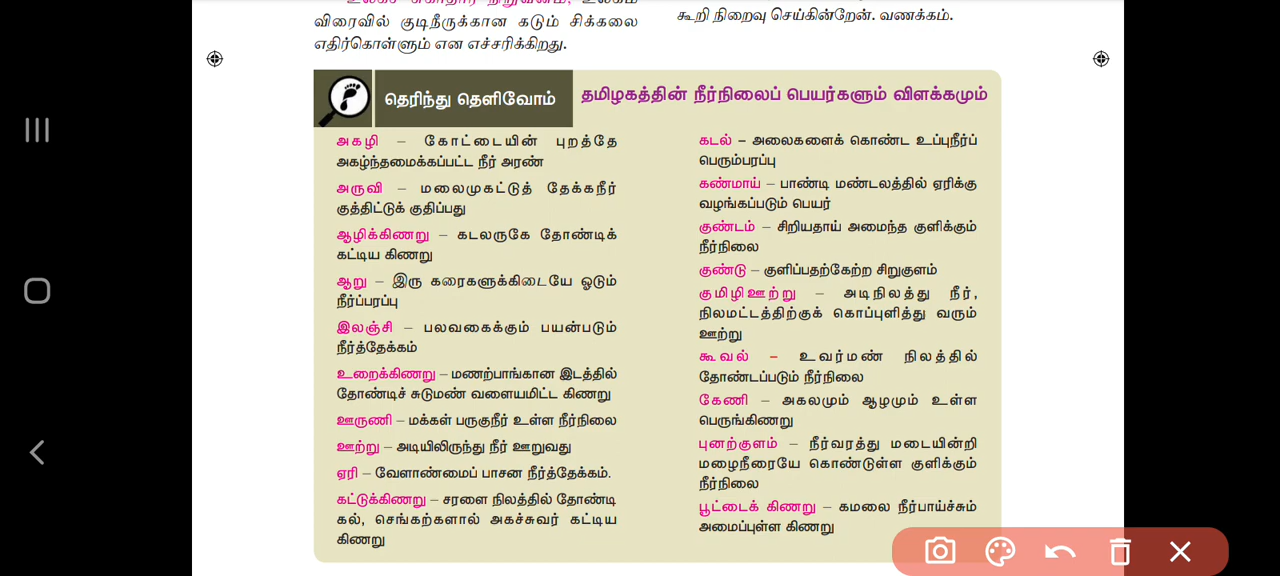 விரைவில் குடிநீருக்கான கடும் சிக்கலை
எதிர்கொள்ளும் என எச்சரிக்கிறது.
கூறி நிறைவு செய்கின்றேன். வணக்கம்.
தெரிந்து தெளிவோம்
தமிழகத்தின் நீர்நிலைப் பெயர்களும் விளக்கமும்
அகழி – கோட்டையின் புறத்தே
அகழ்ந்தமைக்கப்பட்ட நீர் அரண்
அருவி – மலைமுகட்டுத் தேக்கநீர்
குத்திட்டுக் குதிப்பது
ஆழிக்கிணறு – கடலருகே தோண்டிக்
கட்டிய கிணறு
ஆறு – இரு கரைகளுக்கிடையே ஓடும்
நீர்ப்பரப்பு
இலஞ்சி – பலவகைக்கும் பயன்படும்
நீர்த்தேக்கம்
உறைக்கிணறு – மணற்பாங்கான இடத்தில்
தோண்டிச் சுடுமண் வளையமிட்ட கிணறு
ஊருணி – மக்கள் பருகுநீர் உள்ள நீர்நிலை
ஊற்று – அடியிலிருந்து நீர் ஊறுவது
ஏரி – வேளாண்மைப் பாசன நீர்த்தேக்கம்.
கட்டுக்கிணறு – சரளை நிலத்தில் தோண்டி
கல், செங்கற்களால் அகச்சுவர் கட்டிய
கிணறு
கடல் – அலைகளைக் கொண்ட உப்புநீர்ப்
பெரும்பரப்பு
கண்மாய் – பாண்டி மண்டலத்தில் ஏரிக்கு
வழங்கப்படும் பெயர்
குண்டம் – சிறியதாய் அமைந்த குளிக்கும்
நீர்நிலை
குண்டு – குளிப்பதற்கேற்ற சிறுகுளம்
குமிழிஊற்று – அடிநிலத்து நீர்,
நிலமட்டத்திற்குக் கொப்புளித்து வரும்
ஊற்று
கூவல் – உவர்மண் நிலத்தில்
தோண்டப்படும் நீர்நிலை
கேணி – அகலமும் ஆழமும் உள்ள
பெருங்கிணறு
புனற்குளம் – நீர்வரத்து மடையின்றி
மழைநீரையே கொண்டுள்ள குளிக்கும்
நீர்நிலை
பூட்டைக் கிணறு – கமலை நீர்பாய்ச்சும்
அமைப்புள்ள கிணறு